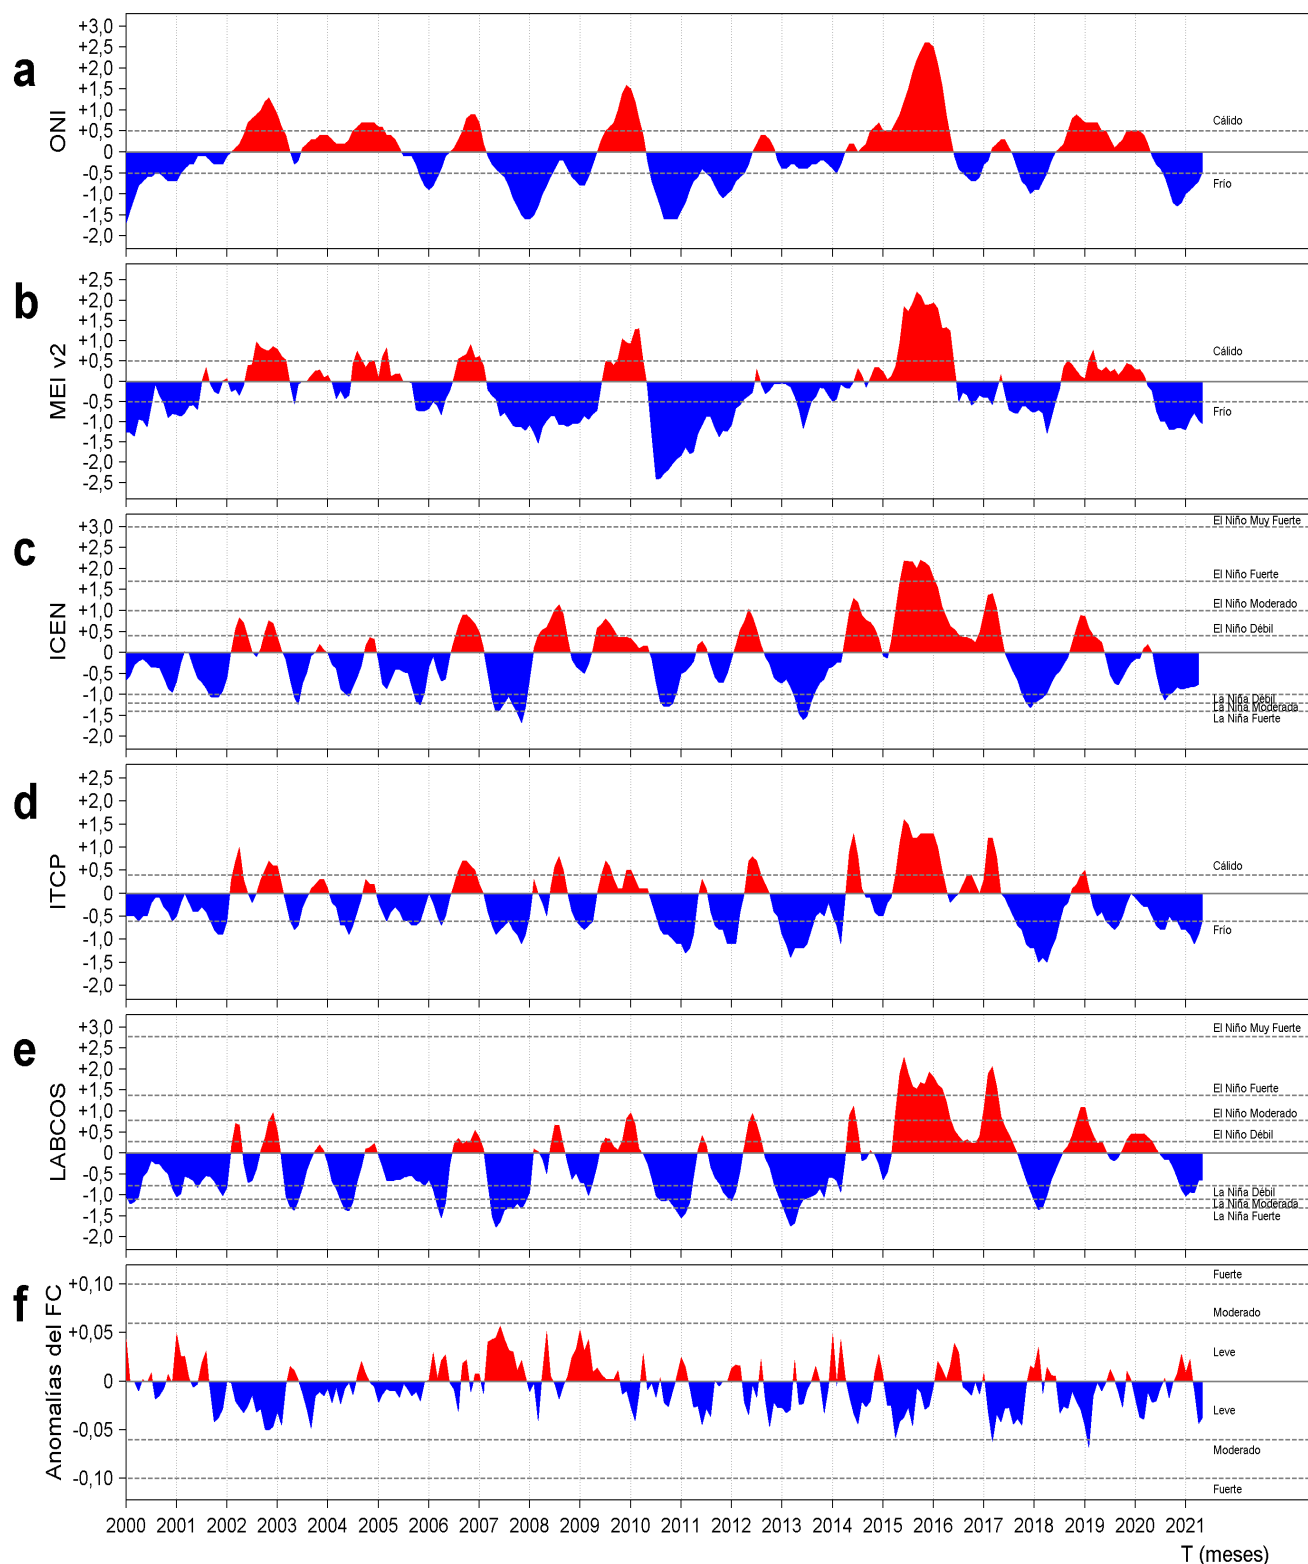 a
ONI
+3,0
+2,5
+2,0
+1,5
+1,0
+0,5
0
-0,5
-1,0
-1,5
-2,0
Cálido
Frío
b
MEI v2
+2,5
+2,0
+1,5
+1,0
+0,5
0
-0,5
-1,0
-1,5
-2,0
-2,5
Cálido
Frío
c
ICEN
+3,0
+2,5
+2,0
+1,5
+1,0
+0,5
0
-0,5
-1,0
-1,5
-2,0
El Niño Muy Fuerte
El Niño Fuerte
El Niño Moderado
El Niño Débil
La Niña Débil
La Niña Moderada
La Niña Fuerte
d
ITCP
+2,5
+2,0
+1,5
+1,0
+0,5
0
-0,5
-1,0
-1,5
-2,0
Cálido
Frío
e
LABCOS
+3,0
+2,5
+2,0
+1,5
+1,0
+0,5
0
-0,5
-1,0
-1,5
-2,0
El Niño Muy Fuerte
El Niño Fuerte
El Niño Moderado
El Niño Débil
La Niña Débil
La Niña Moderada
La Niña Fuerte
f
Anomalías del FC
+0,10
+0,05
0
-0,05
-0,10
Fuerte
Moderado
Leve
Leve
Moderado
Fuerte
2000 2001 2002 2003 2004 2005 2006 2007 2008 2009 2010 2011 2012 2013 2014 2015 2016 2017 2018 2019 2020 2021
T (meses)